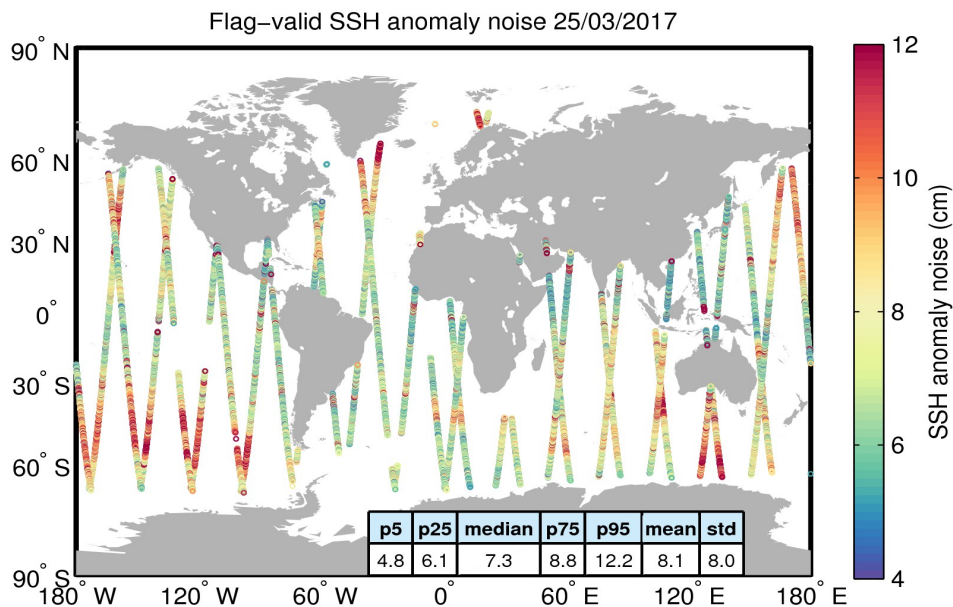 Flag−valid SSH anomaly noise 25/03/2017
90° N
60° N
30° N
0°
30° S
60° S
90° S
180° W
120° W
60° W
0°
60° E
120° E
180° E
p5 p25 median p75 p95 mean std
4.8 6.1 7.3 8.8 12.2 8.1 8.0
12
10
8
6
4
SSH anomaly noise (cm)